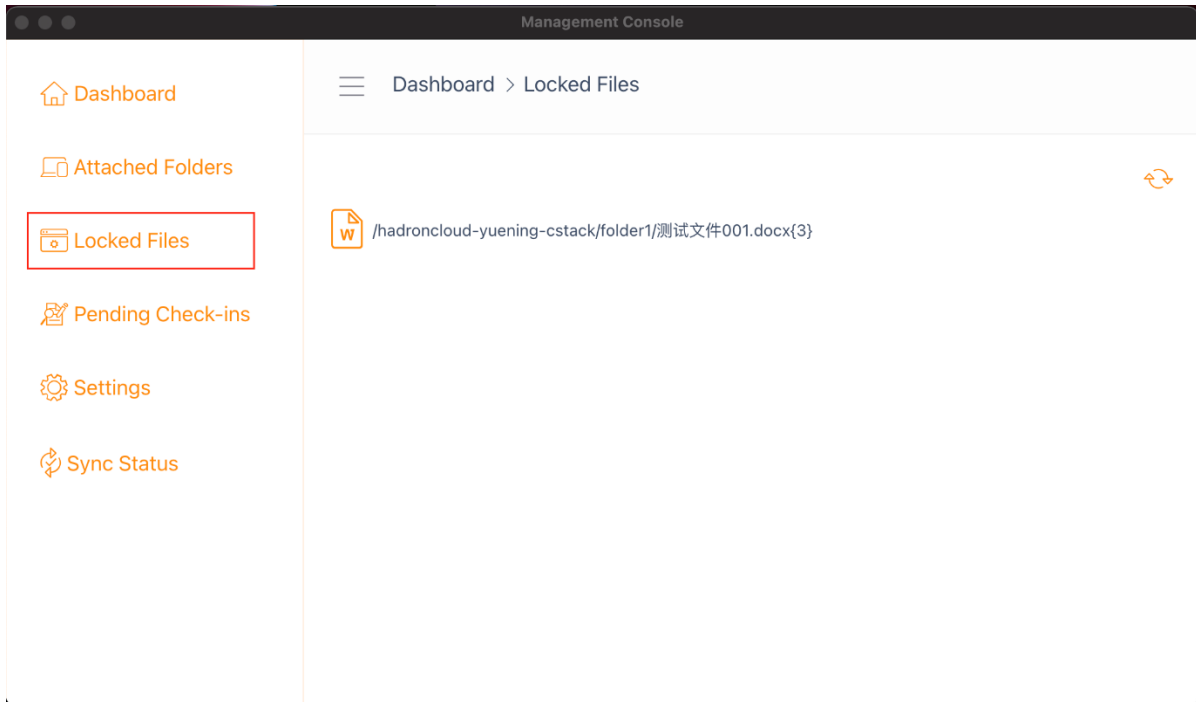 Management Console
Dashboard
Attached Folders
Locked Files
Pending Check-ins
Settings
Sync Status
Dashboard > Locked Files
W
/hadroncloud-yuening-cstack/folder1/测试文件001.docx{3}